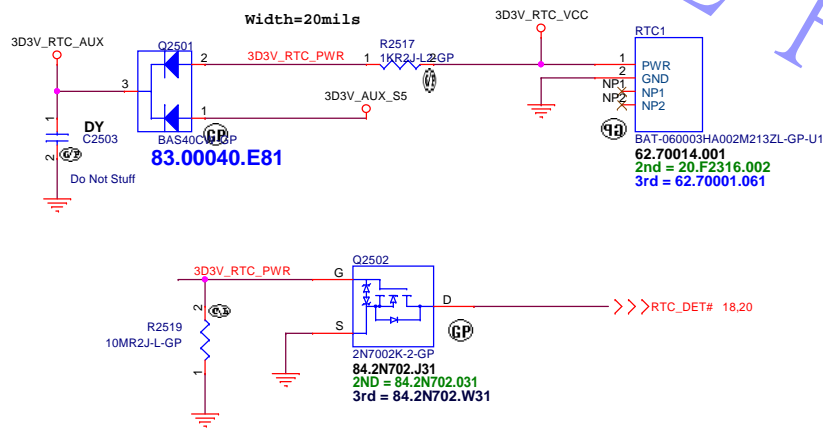 Width=20mils
3D3V_RTC_AUX
Q2501
3
2
1
3D3V_RTC_PWR
R2517
1 2
1KR2J-L2-GP
3D3V_RTC_VCC
3D3V_AUX_S5
RTC1
1 PWR
2 GND
NP1 NP1
NP2 NP2
BAT-060003HA002M213ZL-GP-U1
62.70014.001
2nd = 20.F2316.002
3rd = 62.70001.061
1
DY
C2503
2
Do Not Stuff
GP
83.00040.E81
3D3V_RTC_PWR
Q2502
G
D
S
RTC_DET# 18,20
2
R2519
10MR2J-L-GP
1
GP
2N7002K-2-GP
84.2N702.J31
2ND = 84.2N702.031
3rd = 84.2N702.W31